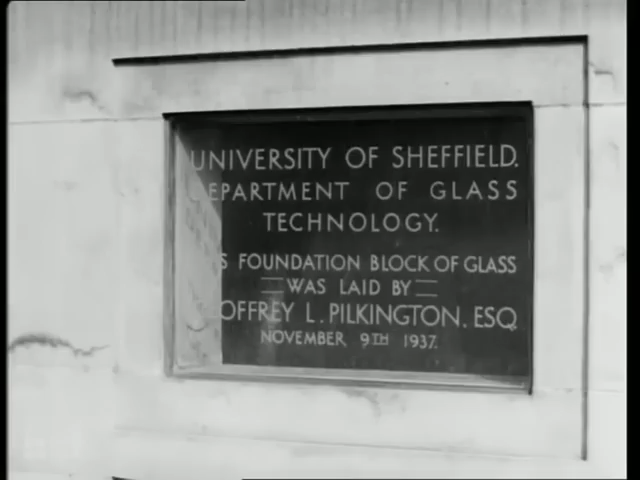 UNIVERSITY OF SHEFFIELD.
EPARTMENT OF GLASS
TECHNOLOGY.
S FOUNDATION BLOCK OF GLASS
WAS LAID BY
OFFREY L. PILKINGTON. ESQ.
NOVEMBER 9TH 1937.